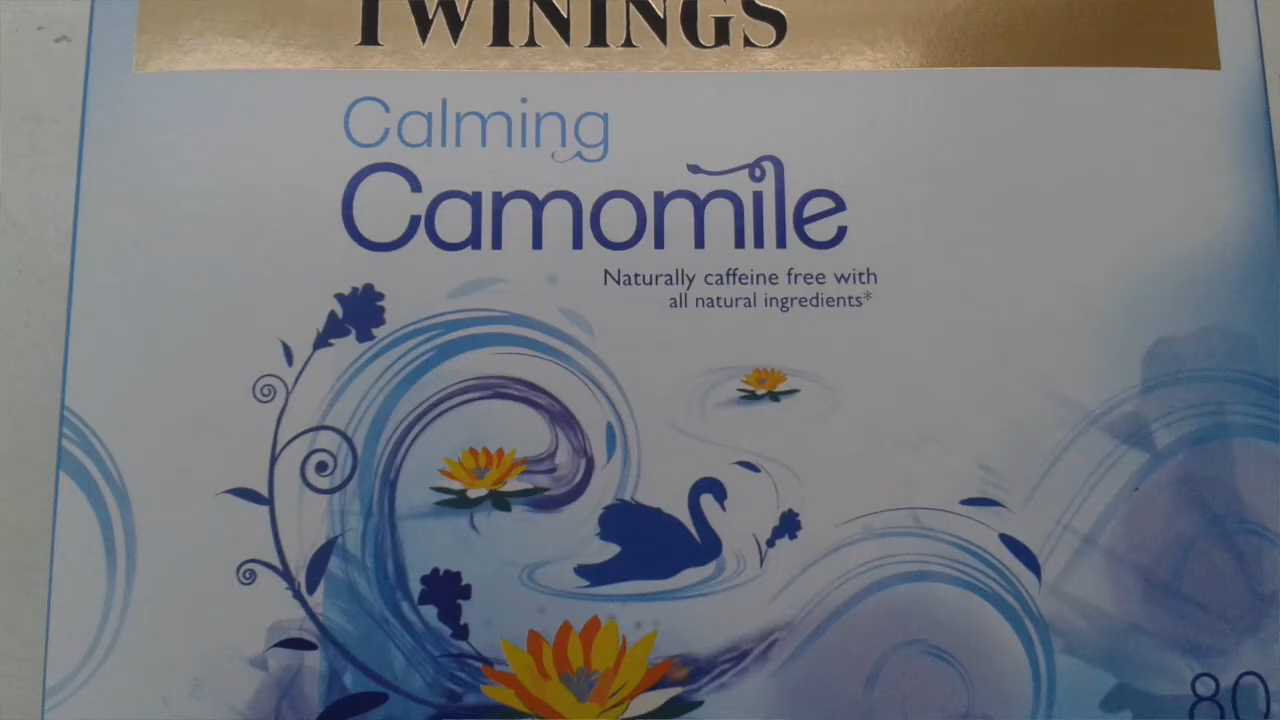 TWININGS
Calming
Camomile
Naturally caffeine free with
all natural ingredients*
80